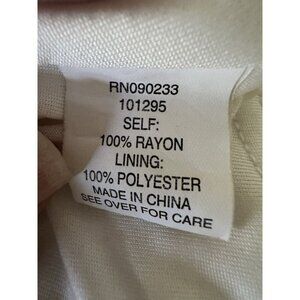 RN090233
101295
SELF:
100% RAYON
LINING:
100% POLYESTER
MADE IN CHINA
SEE OVER FOR CARE